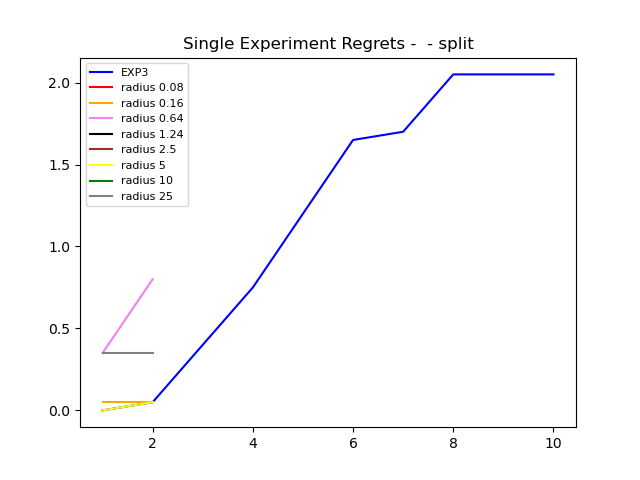 Single Experiment Regrets -  - split
EXP3
radius 0.08
radius 0.16
radius 0.64
radius 1.24
radius 2.5
radius 5
radius 10
radius 25
2.0
1.5
1.0
0.5
0.0
2 4 6 8 10